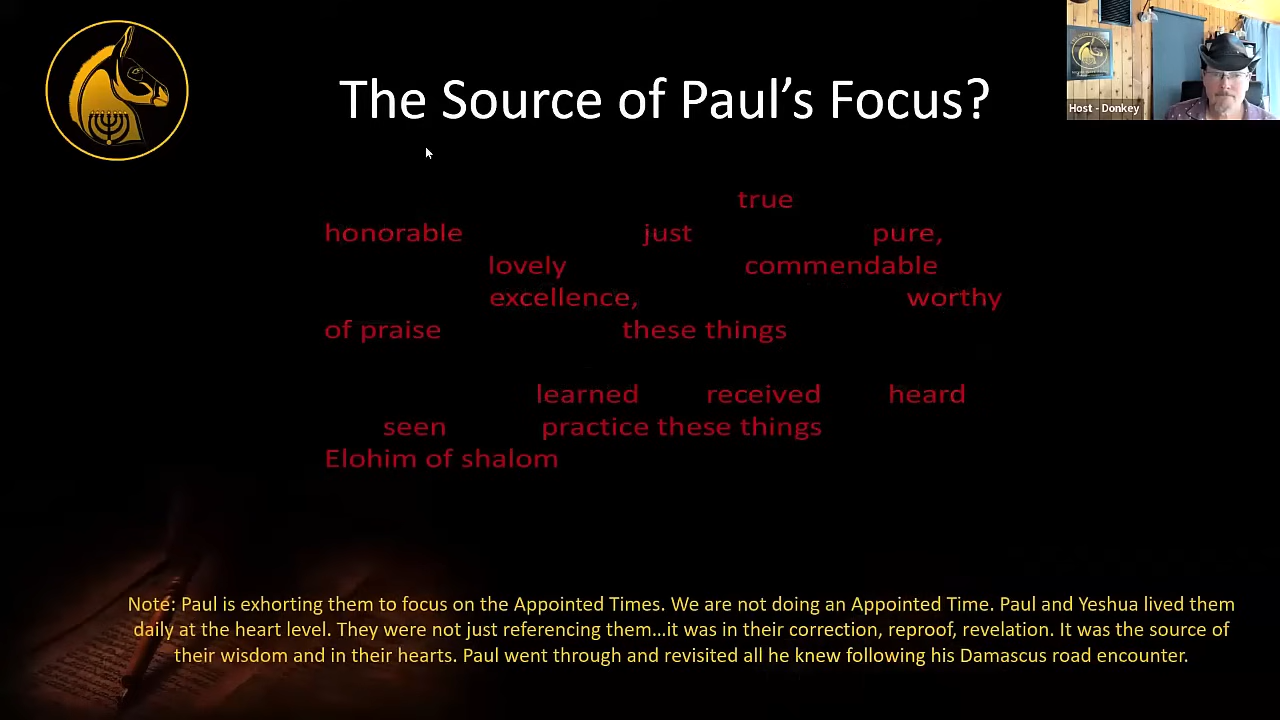 The Source of Paul's Focus?
Host - Donkey
true
honorable just pure,
lovely commendable
excellence, worthy
of praise these things
learned received heard
seen practice these things
Elohim of shalom
Note: Paul is exhorting them to focus on the Appointed Times. We are not doing an Appointed Time. Paul and Yeshua lived them
daily at the heart level. They were not just referencing them...it was in their correction, reproof, revelation. It was the source of
their wisdom and in their hearts. Paul went through and revisited all he knew following his Damascus road encounter.